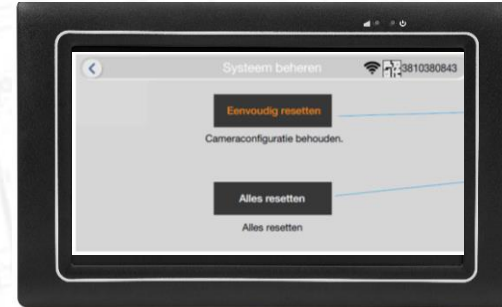 Systeem beheren
3810380843
Eenvoudig resetten
Cameraconfiguratie behouden.
Alles resetten
Alles resetten